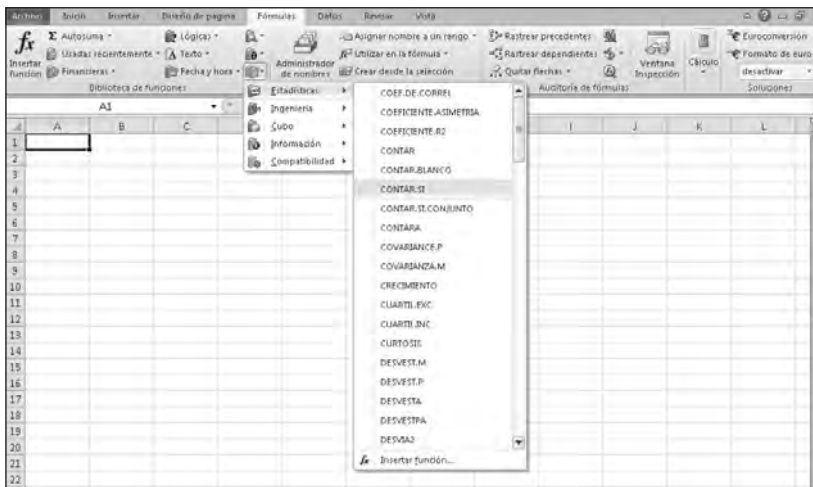 Archivo Inicio Insertar Diseño de página Fórmulas Datos Revisar Vista
fx Σ Autosuma Lógicas Asignar nombre a un rango Rastrear precedentes Euroconversión
Usadas recientemente Texto Utilizar en la fórmula Rastrear dependientes Formato de euro
Insertar función Financieras Fecha y hora Administrador de nombres Crear desde la selección Quitar flechas Ventana Inspección Cálculo desactivar
Biblioteca de funciones Auditoría de fórmulas Soluciones
A1
Estadísticas
Ingeniería
Cubo
Información
Compatibilidad
COEF.DE.CORREL
COEFICIENTE.ASIMETRIA
COEFICIENTE.R2
CONTAR
CONTAR.BLANCO
CONTAR.SI
CONTAR.SI.CONJUNTO
CONTARA
COVARIANCE.P
COVARIANZA.M
CRECIMIENTO
CUARTIL.EXC
CUARTIL.INC
CURTOSIS
DESVEST.M
DESVEST.P
DESVESTA
DESVESTPA
DESVIA2
fx Insertar función...
A B C I J K L
1
2
3
4
5
6
7
8
9
10
11
12
13
14
15
16
17
18
19
20
21
22